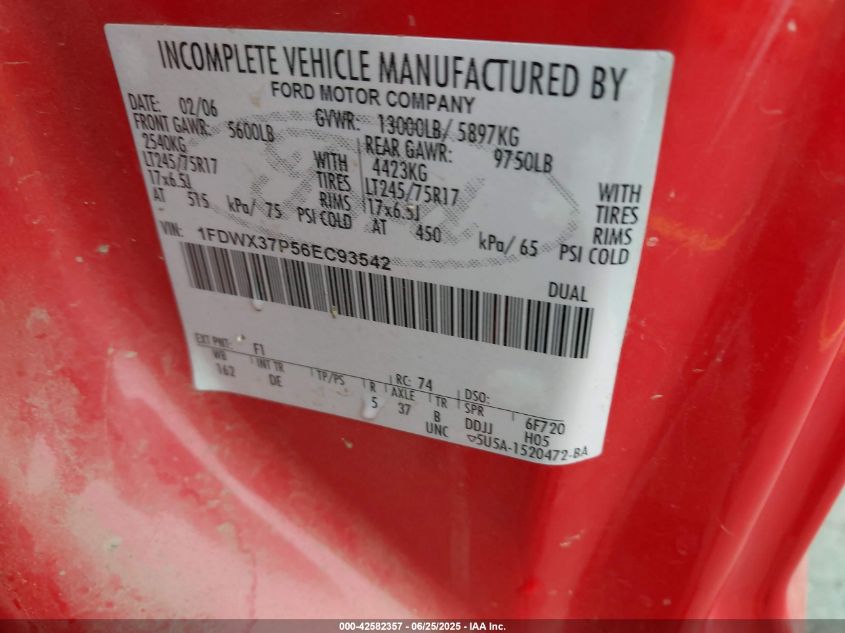 INCOMPLETE VEHICLE MANUFACTURED BY
FORD MOTOR COMPANY
DATE: 02/06 GVWR: 13000LB/ 5897KG
FRONT GAWR: 5600LB REAR GAWR: 9750LB
2540KG WITH 4423KG WITH
LT245/75R17 TIRES LT245/75R17 TIRES
17x6.5J RIMS 17x6.5J RIMS
AT 515 kPa/ 75 PSI COLD AT 450 kPa/ 65 PSI COLD
VIN: 1FDWX37P56EC93542
DUAL
EXT PNT: F1 RC: 74 DSO:
WB INT TR TP/PS R AXLE TR SPR 6F720
162 DE 5 37 B DDJJ H05
UNC ▽5U5A-1520472-BA
000-42582357 | 06/25/2025 - IAA Inc.